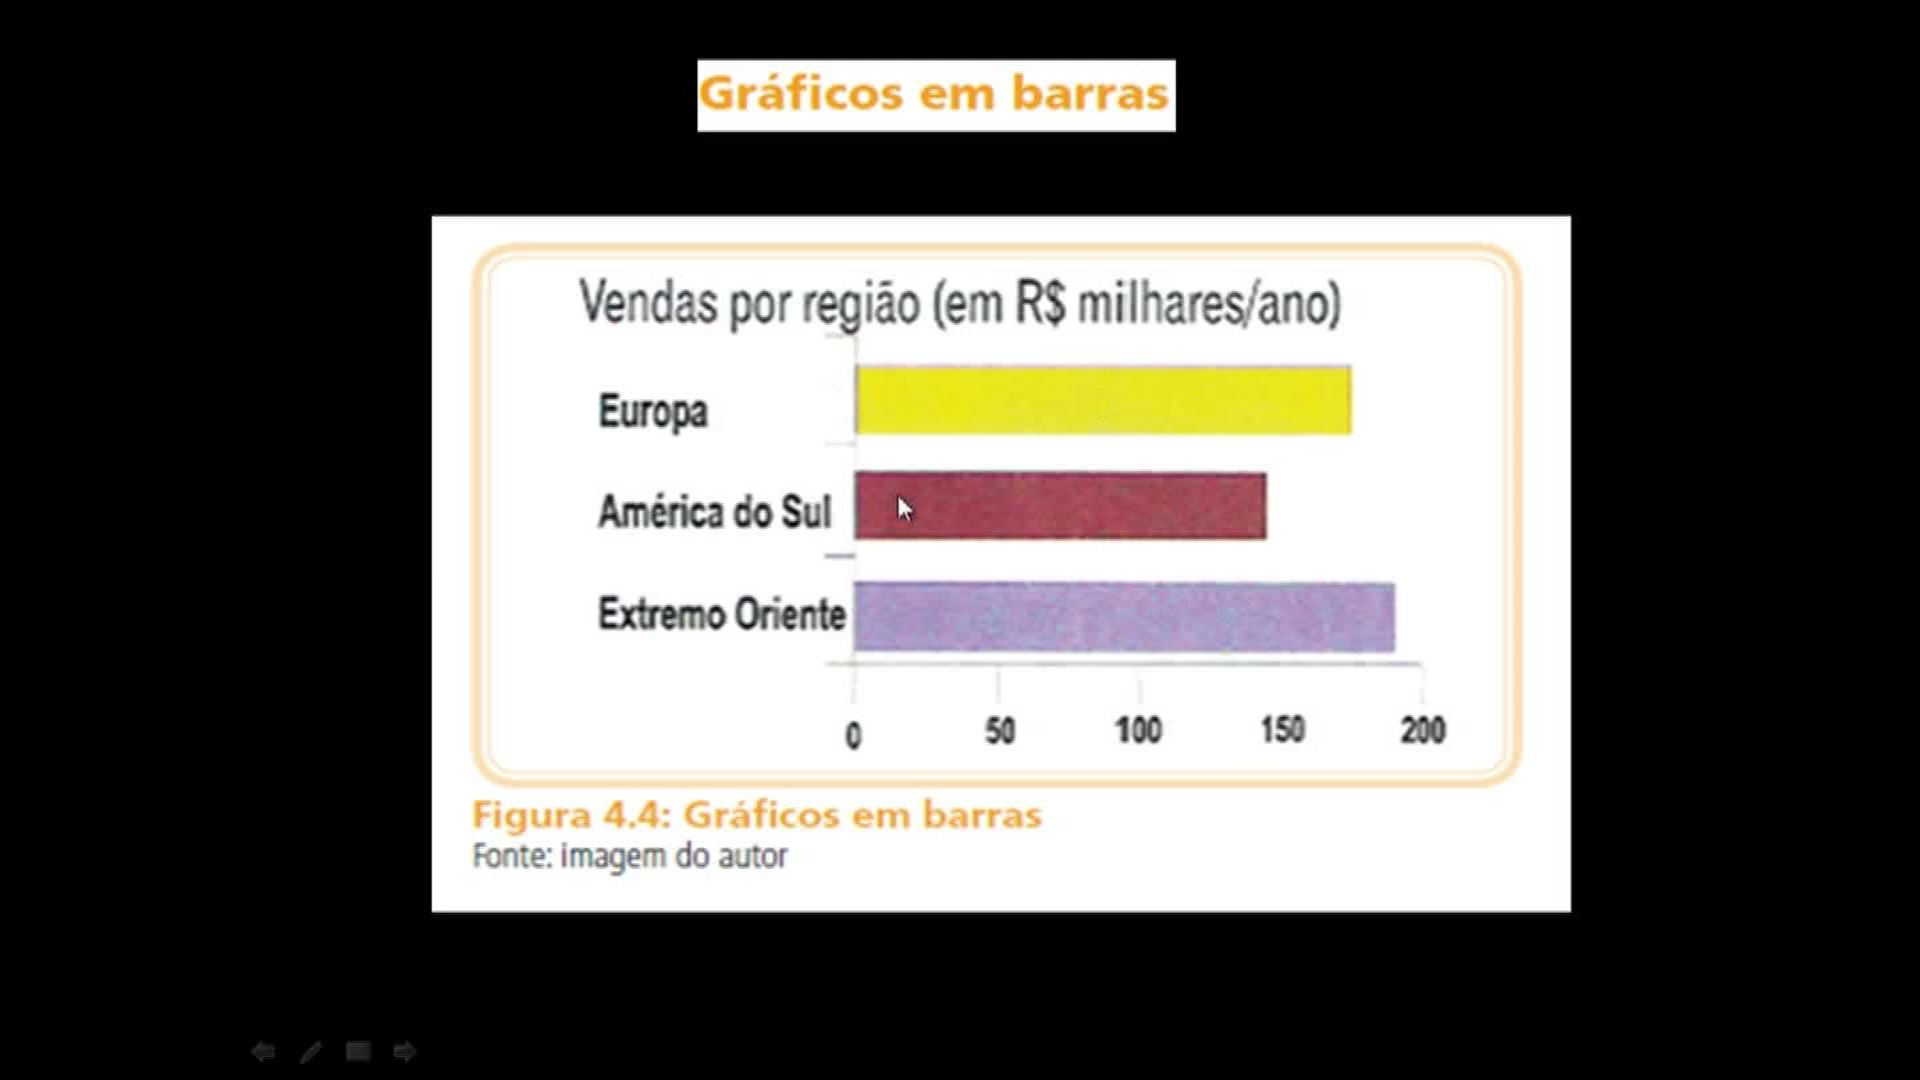 Gráficos em barras
Vendas por região (em R$ milhares/ano)
Europa
América do Sul
Extremo Oriente
0 50 100 150 200
Figura 4.4: Gráficos em barras
Fonte: imagem do autor